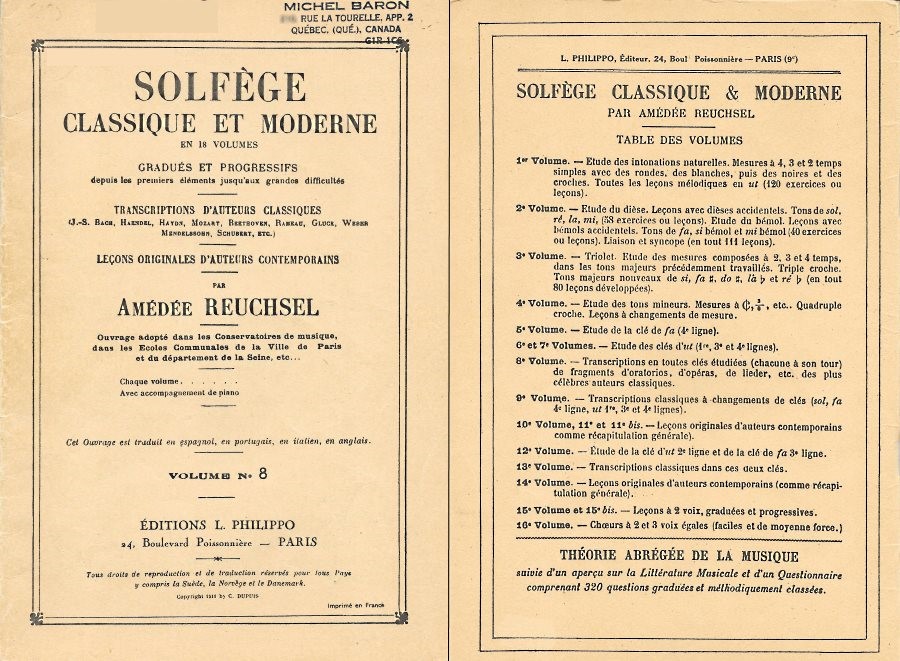 MICHEL BARON
RUE LA TOURELLE, APP. 2
QUÉBEC, (QUÉ.), CANADA
G1R 1C6
SOLFÈGE
CLASSIQUE ET MODERNE
EN 18 VOLUMES
GRADUÉS ET PROGRESSIFS
depuis les premiers éléments jusqu'aux grandes difficultés
TRANSCRIPTIONS D'AUTEURS CLASSIQUES
(J.-S. BACH, HAENDEL, HAYDN, MOZART, BEETHOVEN, RAMEAU, GLUCK, WEBER
MENDELSSOHN, SCHUBERT, ETC.)
LEÇONS ORIGINALES D'AUTEURS CONTEMPORAINS
PAR
AMÉDÉE REUCHSEL
Ouvrage adopté dans les Conservatoires de musique,
dans les Ecoles Communales de la Ville de Paris
et du département de la Seine, etc...
Chaque volume . . . . . .
Avec accompagnement de piano
Cet Ouvrage est traduit en espagnol, en portugais, en italien, en anglais.
VOLUME No 8
ÉDITIONS L. PHILIPPO
24, Boulevard Poissonnière — PARIS
Tous droits de reproduction et de traduction réservés pour tous Pays
y compris la Suède, la Norvège et le Danemark.
Copyright by C. DUPUIS
Imprimé en France
L. PHILIPPO, Éditeur. 24, Boul Poissonnière — PARIS (9e)
SOLFÈGE CLASSIQUE & MODERNE
PAR AMÉDÉE REUCHSEL
TABLE DES VOLUMES
1er Volume. — Etude des intonations naturelles. Mesures à 4, 3 et 2 temps
simples avec des rondes, des blanches, puis des noires et des
croches. Toutes les leçons mélodiques en ut (120 exercices ou
leçons).
2e Volume. — Etude du dièse. Leçons avec dièses accidentels. Tons de sol,
ré, la, mi, (58 exercices ou leçons). Etude du bémol. Leçons avec
bémols accidentels. Tons de fa, si bémol et mi bémol (40 exercices
ou leçons). Liaison et syncope (en tout 111 leçons).
3e Volume. — Triolet. Etude des mesures composées à 2, 3 et 4 temps,
dans les tons majeurs précédemment travaillés. Triple croche.
Tons majeurs nouveaux de si, fa ♯, do ♯, là ♭ et ré ♭ (en tout
80 leçons développées).
4e Volume. — Etude des tons mineurs. Mesures à ¢, etc.. Quadruple
croche. Leçons à changements de mesure.
5e Volume. — Etude de la clé de fa (4e ligne).
6e et 7e Volumes. — Etude des clés d'ut (1re, 3e et 4e lignes).
8e Volume. — Transcriptions en toutes clés étudiées (chacune à son tour)
de fragments d'oratorios, d'opéras, de lieder, etc. des plus
célèbres auteurs classiques.
9e Volume. — Transcriptions classiques à changements de clés (sol, fa
4e ligne, ut 1re, 3e et 4e lignes).
10e Volume, 11e et 11e bis. — Leçons originales d'auteurs contemporains
comme récapitulation générale).
12e Volume. — Étude de la clé d'ut 2e ligne et de la clé de fa 3e ligne.
13e Volume. — Transcriptions classiques dans ces deux clés.
14e Volume. — Leçons originales d'auteurs contemporains (comme récapi-
tulation générale).
15e Volume et 15e bis. — Leçons à 2 voix, graduées et progressives.
16e Volume. — Chœurs à 2 et 3 voix égales (faciles et de moyenne force.)
THÉORIE ABRÉGÉE DE LA MUSIQUE
suivie d'un aperçu sur la Littérature Musicale et d'un Questionnaire
comprenant 320 questions graduées et méthodiquement classées.